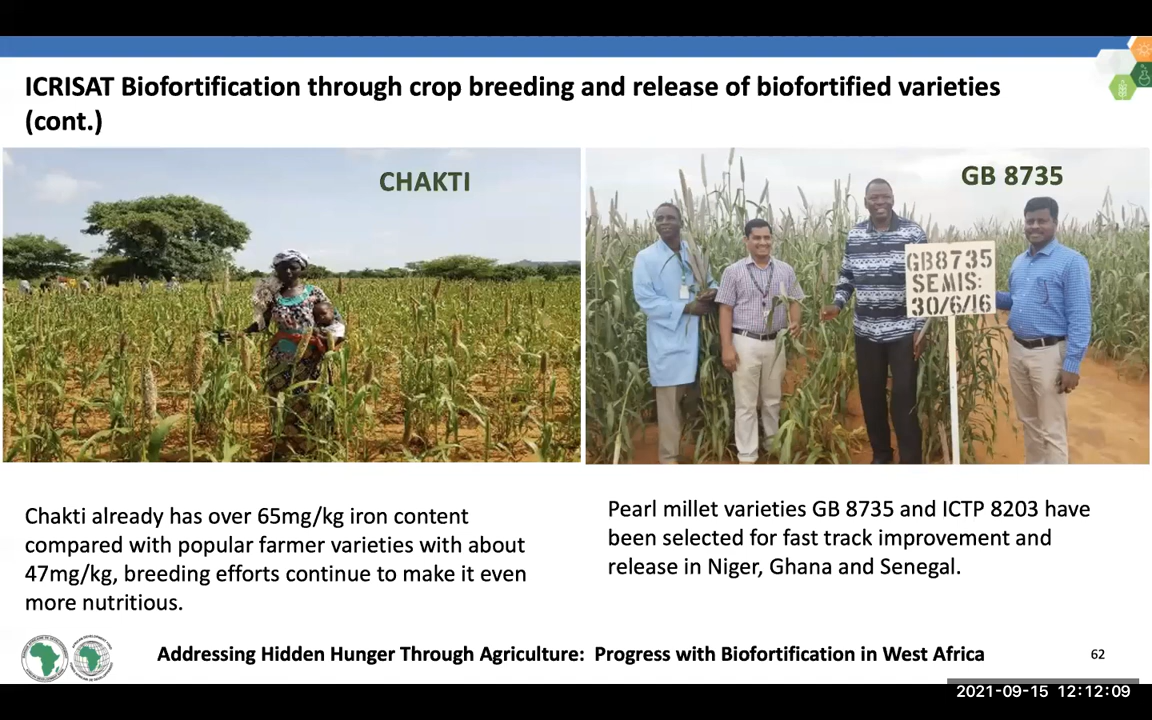 ICRISAT Biofortification through crop breeding and release of biofortified varieties
(cont.)
CHAKTI
GB 8735
GB8735
SEMIS:
30/6/16
Chakti already has over 65mg/kg iron content
compared with popular farmer varieties with about
47mg/kg, breeding efforts continue to make it even
more nutritious.
Pearl millet varieties GB 8735 and ICTP 8203 have
been selected for fast track improvement and
release in Niger, Ghana and Senegal.
Addressing Hidden Hunger Through Agriculture: Progress with Biofortification in West Africa
62
2021-09-15 12:12:09